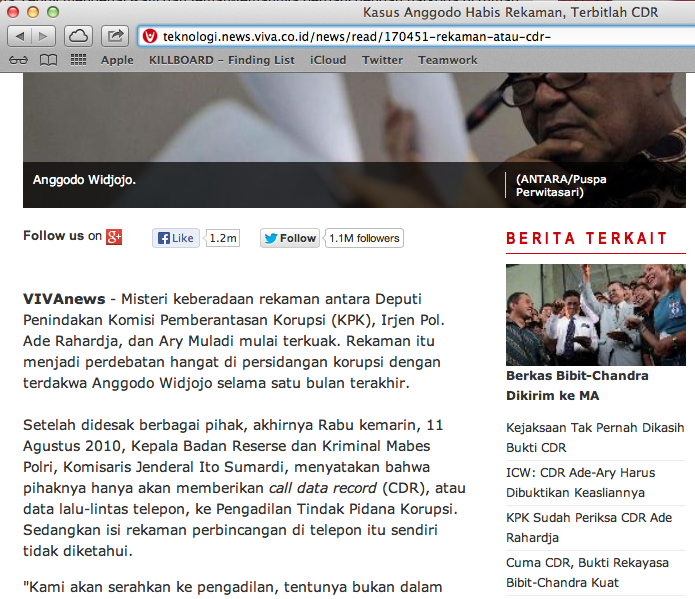 Kasus Anggodo Habis Rekaman, Terbitlah CDR
teknologi.news.viva.co.id/news/read/170451-rekaman-atau-cdr-
Apple KILLBOARD - Finding List iCloud Twitter Teamwork
Anggodo Widjojo.
(ANTARA/Puspa
Perwitasari)
Follow us on g+
Like 1.2m Follow 1.1M followers
VIVAnews - Misteri keberadaan rekaman antara Deputi
Penindakan Komisi Pemberantasan Korupsi (KPK), Irjen Pol.
Ade Rahardja, dan Ary Muladi mulai terkuak. Rekaman itu
menjadi perdebatan hangat di persidangan korupsi dengan
terdakwa Anggodo Widjojo selama satu bulan terakhir.
Setelah didesak berbagai pihak, akhirnya Rabu kemarin, 11
Agustus 2010, Kepala Badan Reserse dan Kriminal Mabes
Polri, Komisaris Jenderal Ito Sumardi, menyatakan bahwa
pihaknya hanya akan memberikan call data record (CDR), atau
data lalu-lintas telepon, ke Pengadilan Tindak Pidana Korupsi.
Sedangkan isi rekaman perbincangan di telepon itu sendiri
tidak diketahui.
"Kami akan serahkan ke pengadilan, tentunya bukan dalam
BERITA TERKAIT
Berkas Bibit-Chandra
Dikirim ke MA
Kejaksaan Tak Pernah Dikasih
Bukti CDR
ICW: CDR Ade-Ary Harus
Dibuktikan Keasliannya
KPK Sudah Periksa CDR Ade
Rahardja
Cuma CDR, Bukti Rekayasa
Bibit-Chandra Kuat